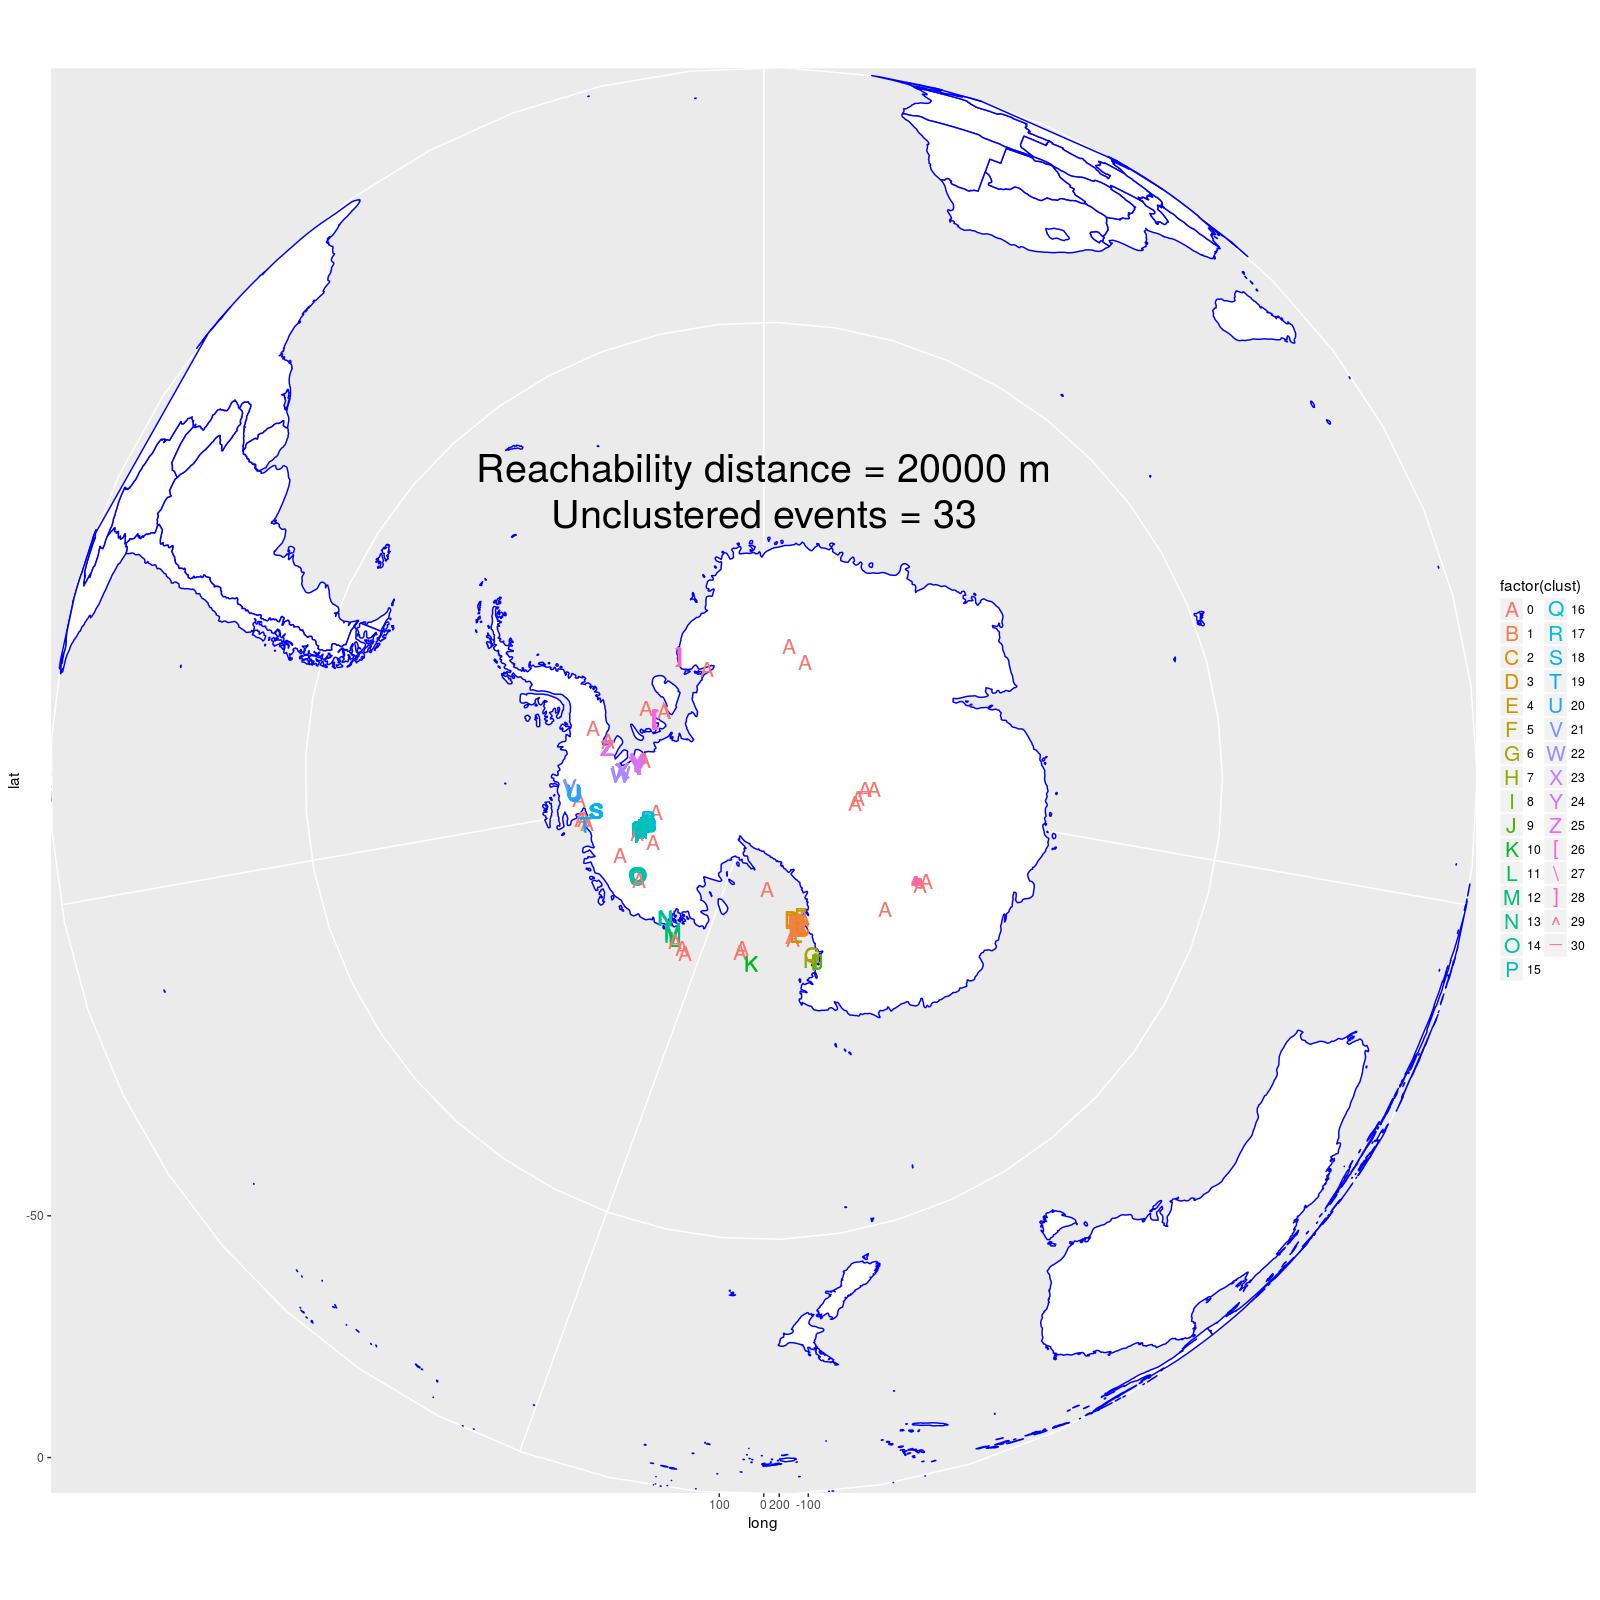 Reachability distance = 20000 m
Unclustered events = 33
lat
-50
0
100 0 200 -100
long
factor(clust)
A 0 Q 16
B 1 R 17
C 2 S 18
D 3 T 19
E 4 U 20
F 5 V 21
G 6 W 22
H 7 X 23
I 8 Y 24
J 9 Z 25
K 10 [ 26
L 11 \ 27
M 12 ] 28
N 13 ^ 29
O 14 _ 30
P 15